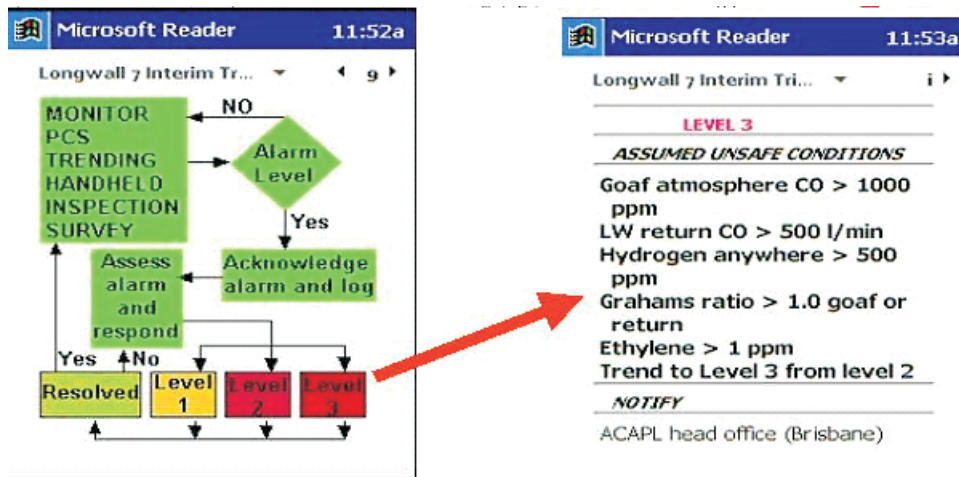 Microsoft Reader 11:52a
Longwall 7 Interim Tr... 9
MONITOR
PCS
TRENDING
HANDHELD
INSPECTION
SURVEY
NO
Alarm
Level
Yes
Acknowledge
alarm and log
Assess
alarm
and
respond
Yes
No
Resolved
Level
1
Level
2
Level
3
Microsoft Reader 11:53a
Longwall 7 Interim Tri... i
LEVEL 3
ASSUMED UNSAFE CONDITIONS
Goaf atmosphere CO > 1000
ppm
LW return CO > 500 l/min
Hydrogen anywhere > 500
ppm
Grahams ratio > 1.0 goaf or
return
Ethylene > 1 ppm
Trend to Level 3 from level 2
NOTIFY
ACAPL head office (Brisbane)